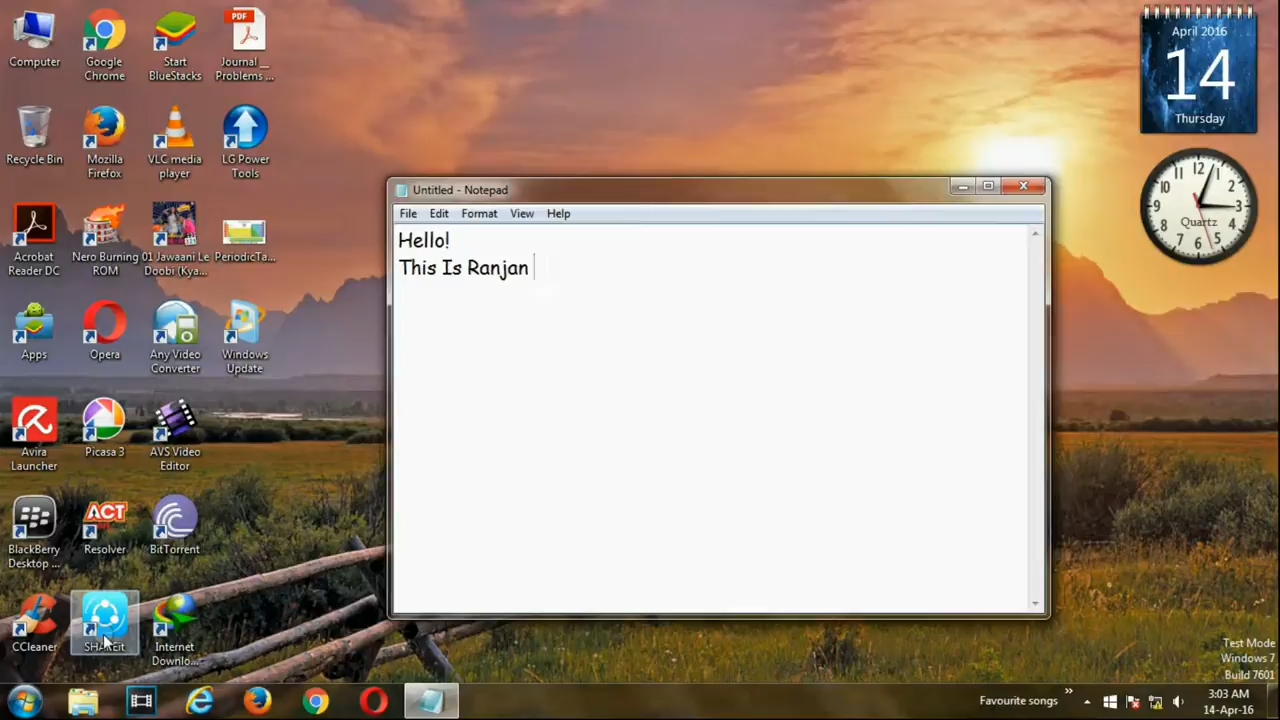 Computer
Google Chrome
Start BlueStacks
PDF
Journal __ Problems ...
Recycle Bin
Mozilla Firefox
VLC media player
LG Power Tools
Acrobat Reader DC
Nero Burning ROM
01 Jawaani Le Doobi (Kya...
PeriodicTa...
Apps
Opera
Any Video Converter
Windows Update
Avira Launcher
Picasa 3
AVS Video Editor
BlackBerry Desktop ...
ACT
Resolver
BitTorrent
CCleaner
SHAREit
Internet Downlo...
Untitled - Notepad
File Edit Format View Help
Hello!
This Is Ranjan
April 2016
14
Thursday
12
1
2
3
4
5
6
7
8
9
10
11
Quartz
Test Mode
Windows 7
Build 7601
Favourite songs
3:03 AM
14-Apr-16